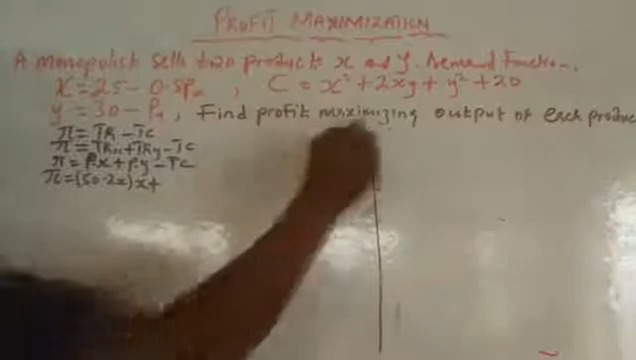 PROFIT MAXIMIZATION
A monopolist sells two products x and y. Demand Function.
x = 25 - 0.5Px , C = x² + 2xy + y² + 20
y = 30 - Py, Find profit maximizing output of each produc
π = TR - TC
π = TRx + TRy - TC
π = Px + Py - TC
π = (50-2x)x +